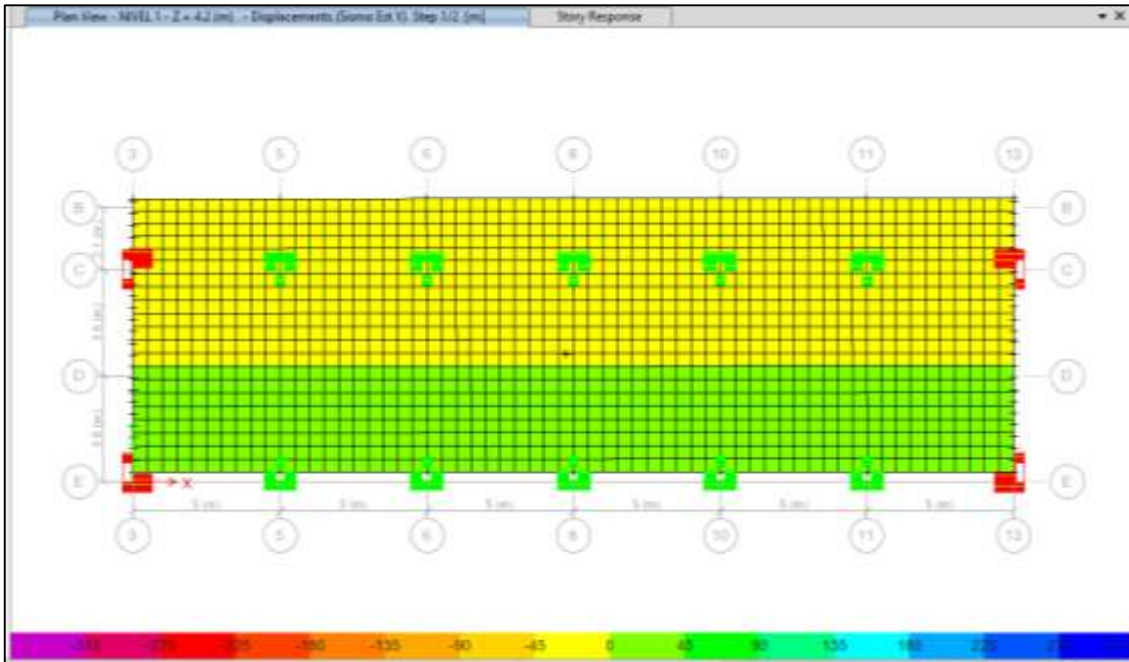 Plan View - NIVEL 1 - Z = 4.2 (m) - Displacements (Sismo Est Y) Step 1/2 [m]
Story Response
3 5 6 8 10 11 13
B B
C C
D D
E X E
5 (m) 5 (m) 5 (m) 5 (m) 5 (m) 5 (m)
3 5 6 8 10 11 13
-180 -135 -90 -45 0 45 90 135 180 225